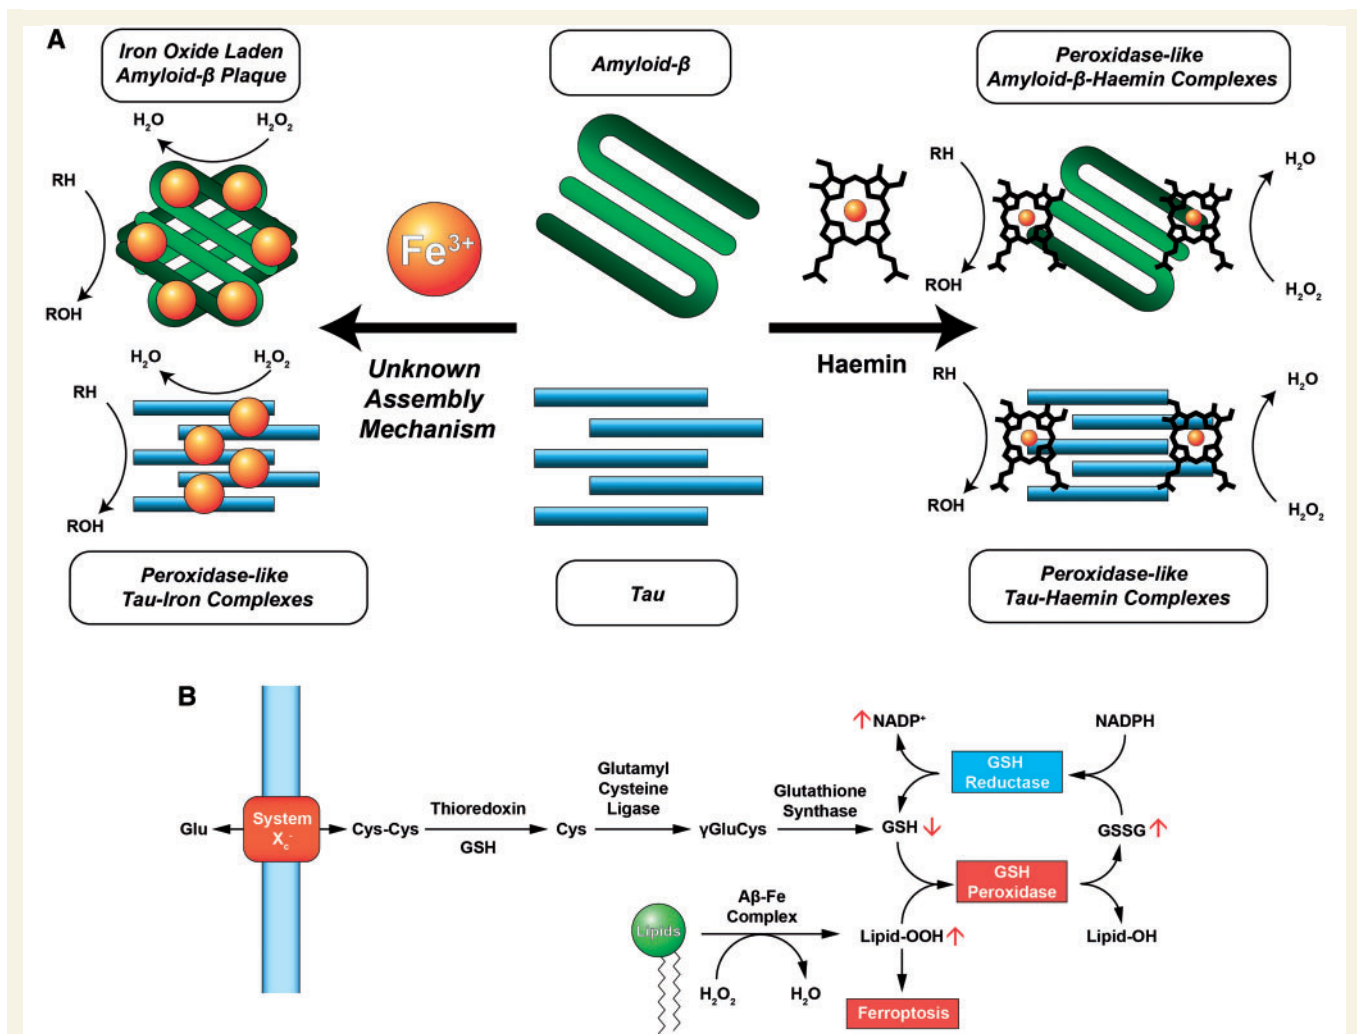 A
Iron Oxide Laden
Amyloid-β Plaque
Amyloid-β
Peroxidase-like
Amyloid-β-Haemin Complexes
H₂O
H₂O₂
RH
ROH
Fe³⁺
RH
ROH
H₂O
H₂O₂
Unknown
Assembly
Mechanism
Haemin
H₂O
H₂O₂
RH
ROH
RH
ROH
H₂O
H₂O₂
Peroxidase-like
Tau-Iron Complexes
Tau
Peroxidase-like
Tau-Haemin Complexes
B
↑NADP⁺
NADPH
GSH
Reductase
Glu
System
Xc⁻
Cys-Cys
Thioredoxin
GSH
Cys
Glutamyl
Cysteine
Ligase
γGluCys
Glutathione
Synthase
GSH↓
GSSG↑
GSH
Peroxidase
Lipids
Aβ-Fe
Complex
H₂O₂
H₂O
Lipid-OOH↑
Lipid-OH
Ferroptosis